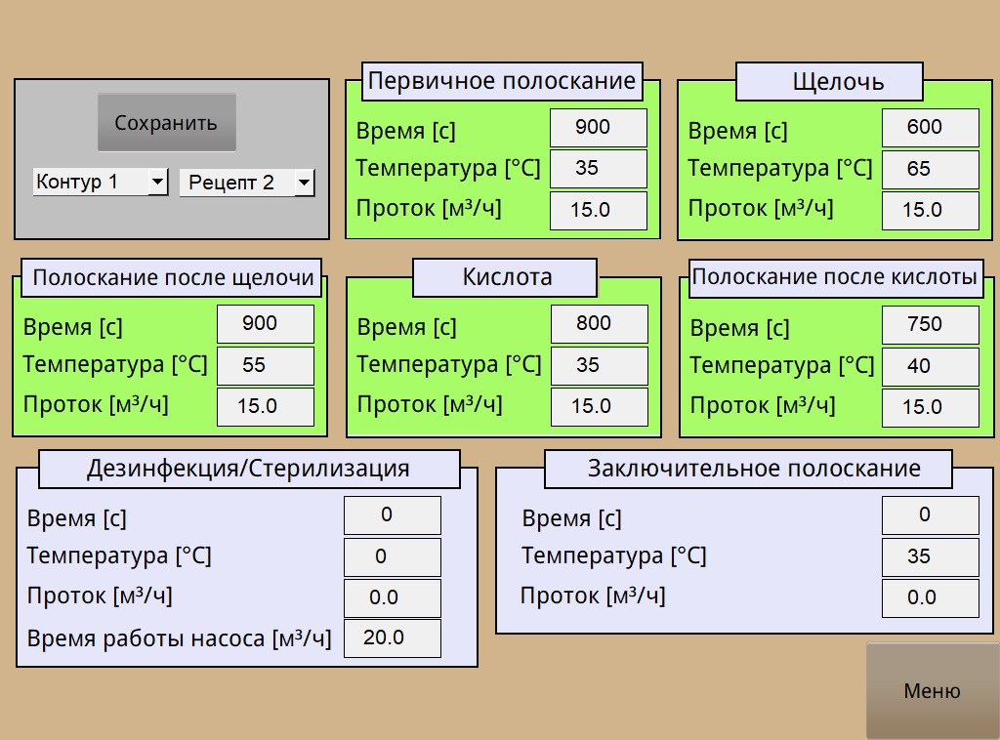 Сохранить
Контур 1
Рецепт 2
Первичное полоскание
Время [с] 900
Температура [°C] 35
Проток [м³/ч] 15.0
Щелочь
Время [с] 600
Температура [°C] 65
Проток [м³/ч] 15.0
Полоскание после щелочи
Время [с] 900
Температура [°C] 55
Проток [м³/ч] 15.0
Кислота
Время [с] 800
Температура [°C] 35
Проток [м³/ч] 15.0
Полоскание после кислоты
Время [с] 750
Температура [°C] 40
Проток [м³/ч] 15.0
Дезинфекция/Стерилизация
Время [с] 0
Температура [°C] 0
Проток [м³/ч] 0.0
Время работы насоса [м³/ч] 20.0
Заключительное полоскание
Время [с] 0
Температура [°C] 35
Проток [м³/ч] 0.0
Меню